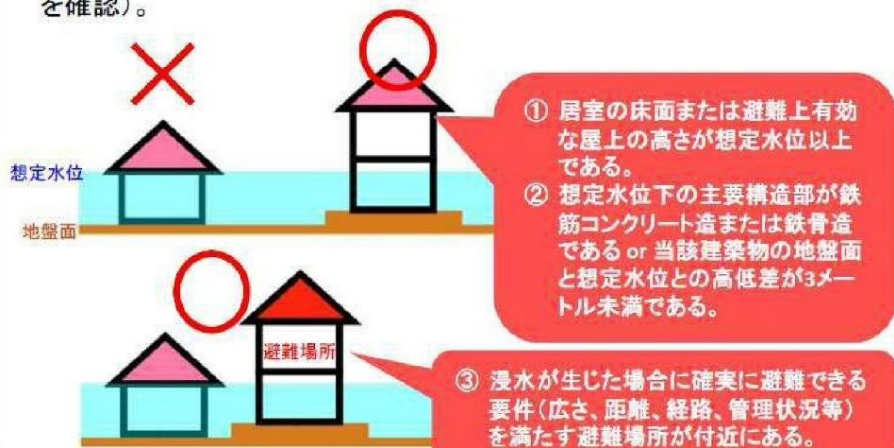 を確認）。
① 居室の床面または避難上有効
な屋上の高さが想定水位以上
である。
② 想定水位下の主要構造部が鉄
筋コンクリート造または鉄骨造
である or 当該建築物の地盤面
と想定水位との高低差が3メー
トル未満である。
想定水位
地盤面
避難場所
③ 浸水が生じた場合に確実に避難できる
要件（広さ、距離、経路、管理状況等）
を満たす避難場所が付近にある。